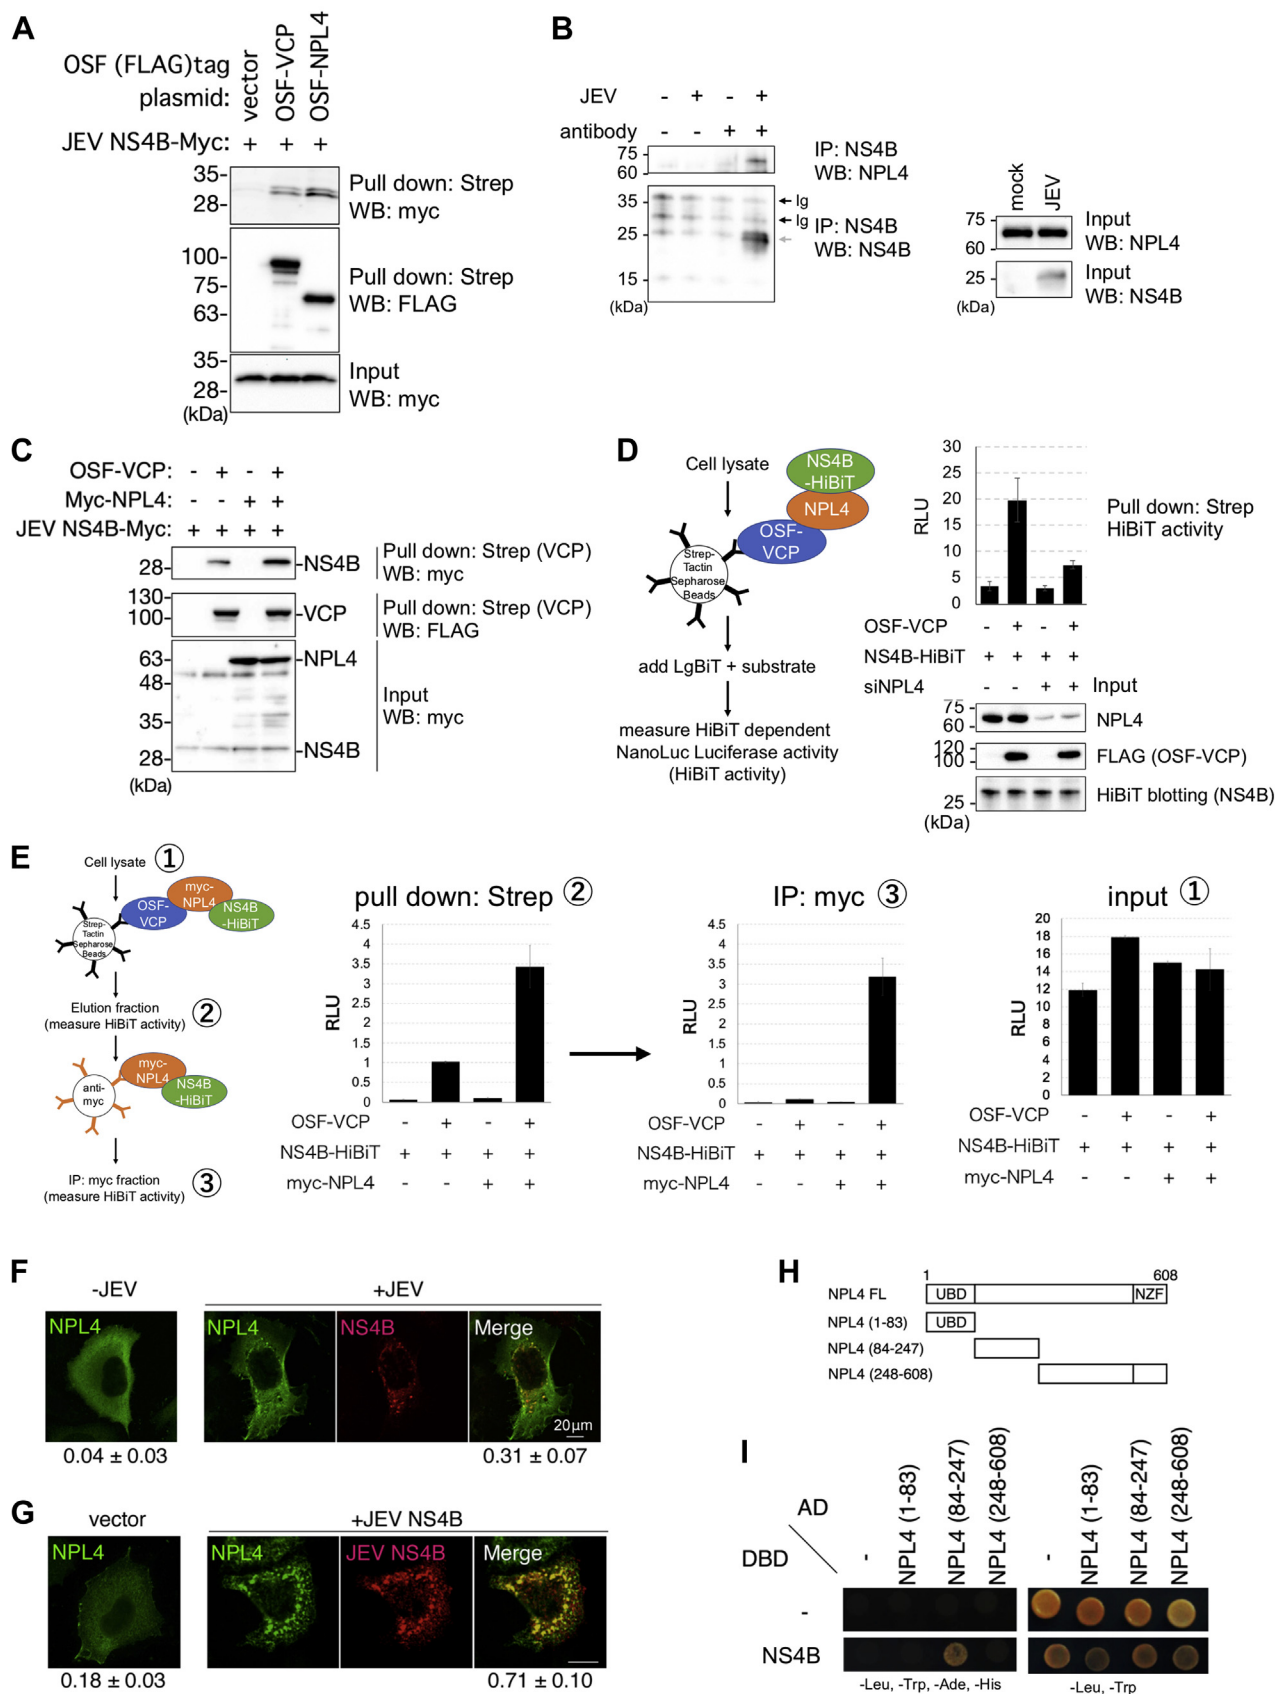 A
OSF (FLAG)tag
plasmid:
vector
OSF-VCP
OSF-NPL4
JEV NS4B-Myc: + + +
35-
28-
Pull down: Strep
WB: myc
100-
75-
63-
Pull down: Strep
WB: FLAG
35-
28-
(kDa)
Input
WB: myc
B
JEV - + - +
antibody - - + +
75
60
IP: NS4B
WB: NPL4
35
25
15
(kDa)
Ig
Ig
IP: NS4B
WB: NS4B
mock
JEV
75
60
Input
WB: NPL4
25
(kDa)
Input
WB: NS4B
C
OSF-VCP: - + - +
Myc-NPL4: - - + +
JEV NS4B-Myc: + + + +
28-
-NS4B
Pull down: Strep (VCP)
WB: myc
130-
100-
-VCP
Pull down: Strep (VCP)
WB: FLAG
63-
48-
35-
28-
(kDa)
-NPL4
-NS4B
Input
WB: myc
D
Cell lysate
NS4B
-HiBiT
NPL4
OSF-
VCP
Strep-
Tactin
Sepharose
Beads
add LgBiT + substrate
measure HiBiT dependent
NanoLuc Luciferase activity
(HiBiT activity)
RLU
30
25
20
15
10
5
0
Pull down: Strep
HiBiT activity
OSF-VCP - + - +
NS4B-HiBiT + + + +
siNPL4 - - + +
Input
75
60
NPL4
120
100
FLAG (OSF-VCP)
25
HiBiT blotting (NS4B)
(kDa)
E
Cell lysate ①
myc-
NPL4
OSF-
VCP
NS4B
-HiBiT
Strep-
Tactin
Sepharose
Beads
Elution fraction
(measure HiBiT activity) ②
myc-
NPL4
NS4B
-HiBiT
anti-
myc
IP: myc fraction
(measure HiBiT activity) ③
pull down: Strep ②
RLU
4.5
4
3.5
3
2.5
2
1.5
1
0.5
0
OSF-VCP - + - +
NS4B-HiBiT + + + +
myc-NPL4 - - + +
IP: myc ③
RLU
4.5
4
3.5
3
2.5
2
1.5
1
0.5
0
OSF-VCP - + - +
NS4B-HiBiT + + + +
myc-NPL4 - - + +
input ①
RLU
20
18
16
14
12
10
8
6
4
2
0
OSF-VCP - + - +
NS4B-HiBiT + + + +
myc-NPL4 - - + +
F
-JEV
+JEV
NPL4
NPL4
NS4B
Merge
20μm
0.04 ± 0.03
0.31 ± 0.07
G
vector
+JEV NS4B
NPL4
NPL4
JEV NS4B
Merge
0.18 ± 0.03
0.71 ± 0.10
H
1
608
NPL4 FL
UBD
NZF
NPL4 (1-83)
UBD
NPL4 (84-247)
NPL4 (248-608)
I
AD
DBD
-
NPL4 (1-83)
NPL4 (84-247)
NPL4 (248-608)
-
NPL4 (1-83)
NPL4 (84-247)
NPL4 (248-608)
-
NS4B
-Leu, -Trp, -Ade, -His
-Leu, -Trp